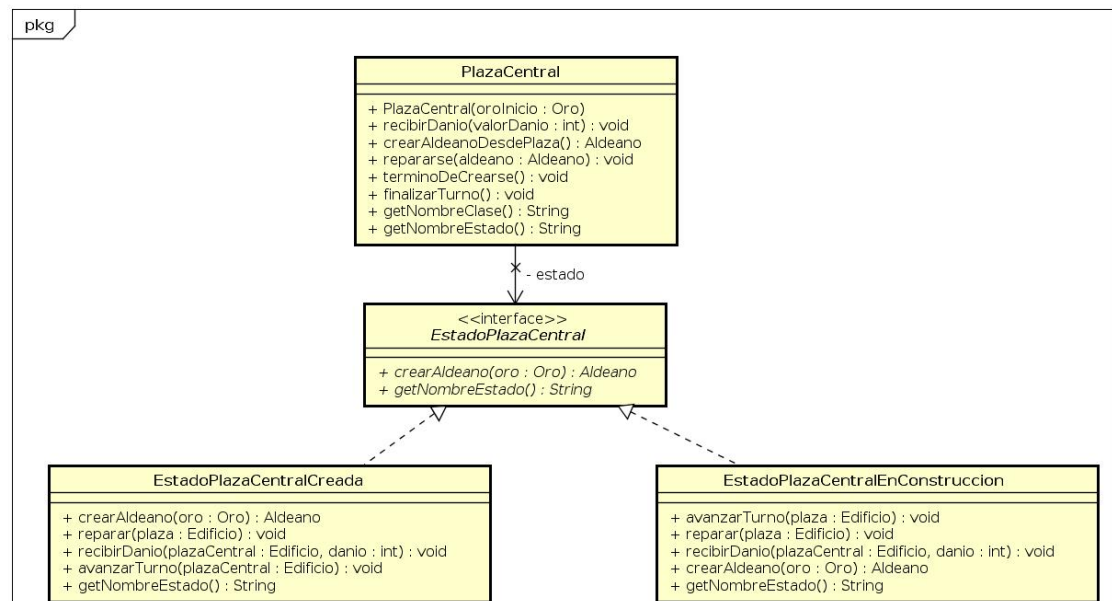 pkg
PlazaCentral
+ PlazaCentral(oroInicio : Oro)
+ recibirDanio(valorDanio : int) : void
+ crearAldeanoDesdePlaza() : Aldeano
+ repararse(aldeano : Aldeano) : void
+ terminoDeCrearse() : void
+ finalizarTurno() : void
+ getNombreClase() : String
+ getNombreEstado() : String
- estado
<<interface>>
EstadoPlazaCentral
+ crearAldeano(oro : Oro) : Aldeano
+ getNombreEstado() : String
EstadoPlazaCentralCreada
+ crearAldeano(oro : Oro) : Aldeano
+ reparar(plaza : Edificio) : void
+ recibirDanio(plazaCentral : Edificio, danio : int) : void
+ avanzarTurno(plazaCentral : Edificio) : void
+ getNombreEstado() : String
EstadoPlazaCentralEnConstruccion
+ avanzarTurno(plaza : Edificio) : void
+ reparar(plaza : Edificio) : void
+ recibirDanio(plazaCentral : Edificio, danio : int) : void
+ crearAldeano(oro : Oro) : Aldeano
+ getNombreEstado() : String